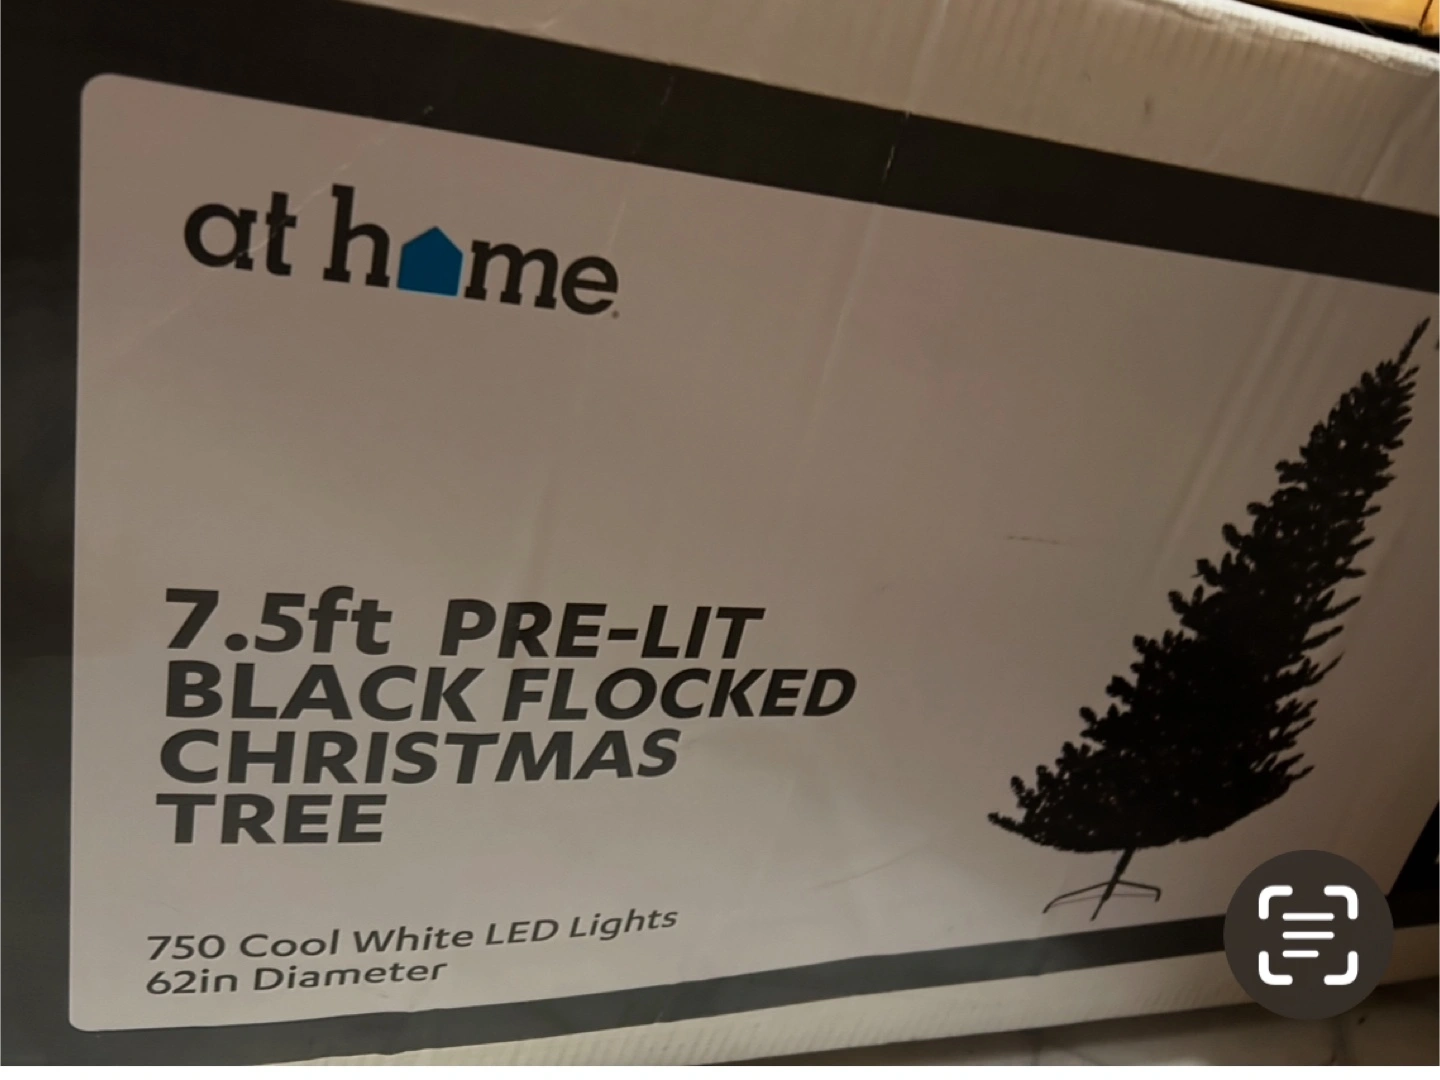 at home
7.5ft PRE-LIT
BLACK FLOCKED
CHRISTMAS
TREE
750 Cool White LED Lights
62in Diameter